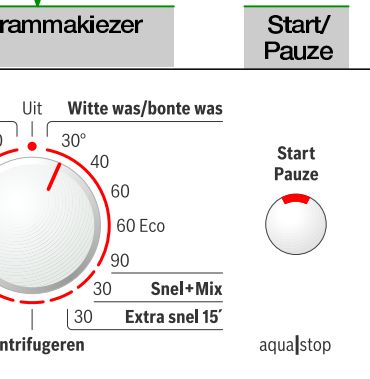 rammakiezer
Start/
Pauze
Uit
Witte was/bonte was
30°
40
60
60 Eco
90
30 Snel+Mix
30 Extra snel 15′
ntrifugeren
Start
Pauze
aqua|stop